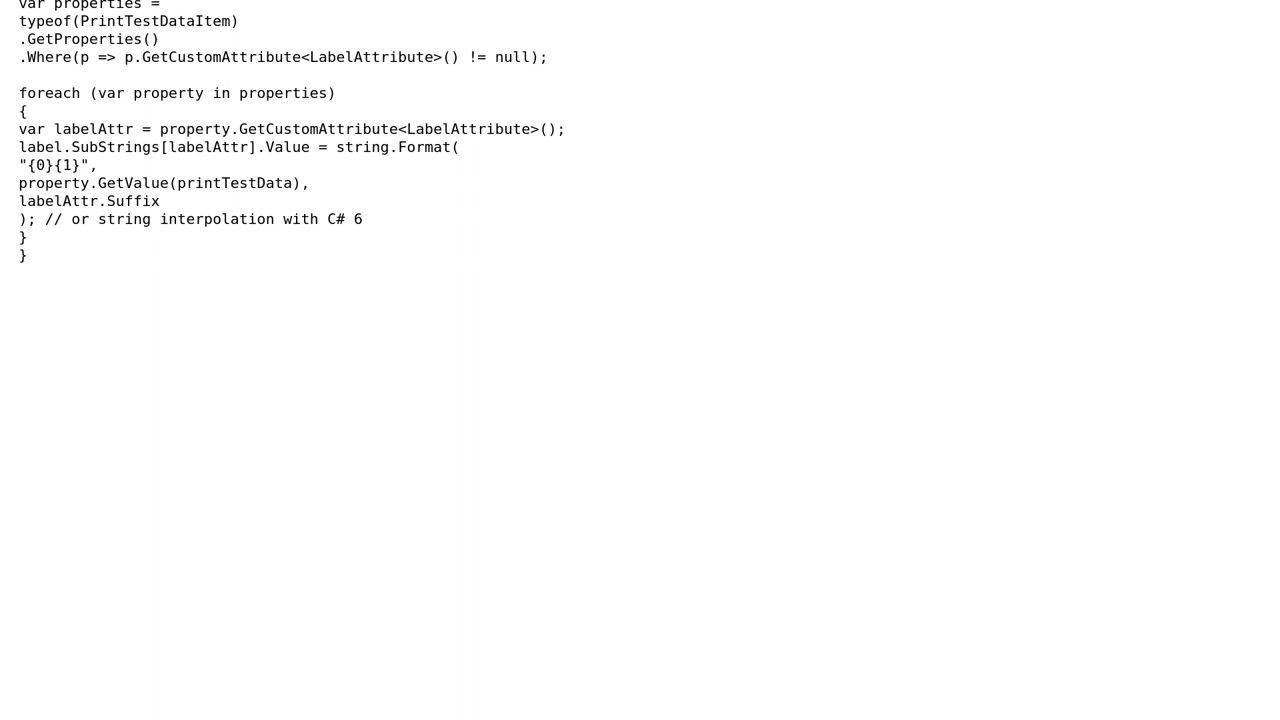 var properties =
typeof(PrintTestDataItem)
.GetProperties()
.Where(p => p.GetCustomAttribute<LabelAttribute>() != null);

foreach (var property in properties)
{
var labelAttr = property.GetCustomAttribute<LabelAttribute>();
label.SubStrings[labelAttr].Value = string.Format(
"{0}{1}",
property.GetValue(printTestData),
labelAttr.Suffix
); // or string interpolation with C# 6
}
}